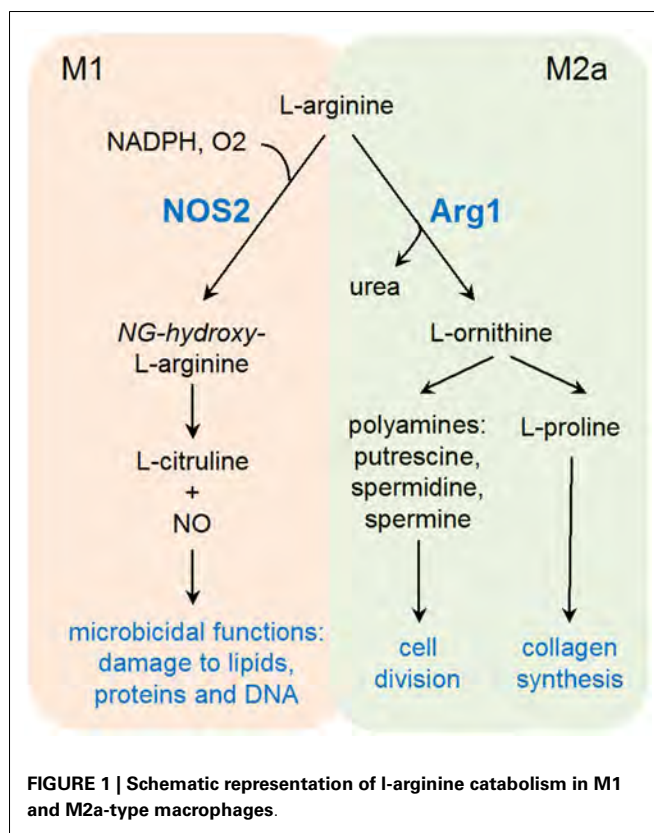 M1
M2a
L-arginine
NADPH, O2
NOS2
Arg1
urea
NG-hydroxy-
L-arginine
L-ornithine
L-citruline
+
NO
polyamines:
putrescine,
spermidine,
spermine
L-proline
microbicidal functions:
damage to lipids,
proteins and DNA
cell
division
collagen
synthesis
FIGURE 1 | Schematic representation of l-arginine catabolism in M1
and M2a-type macrophages.